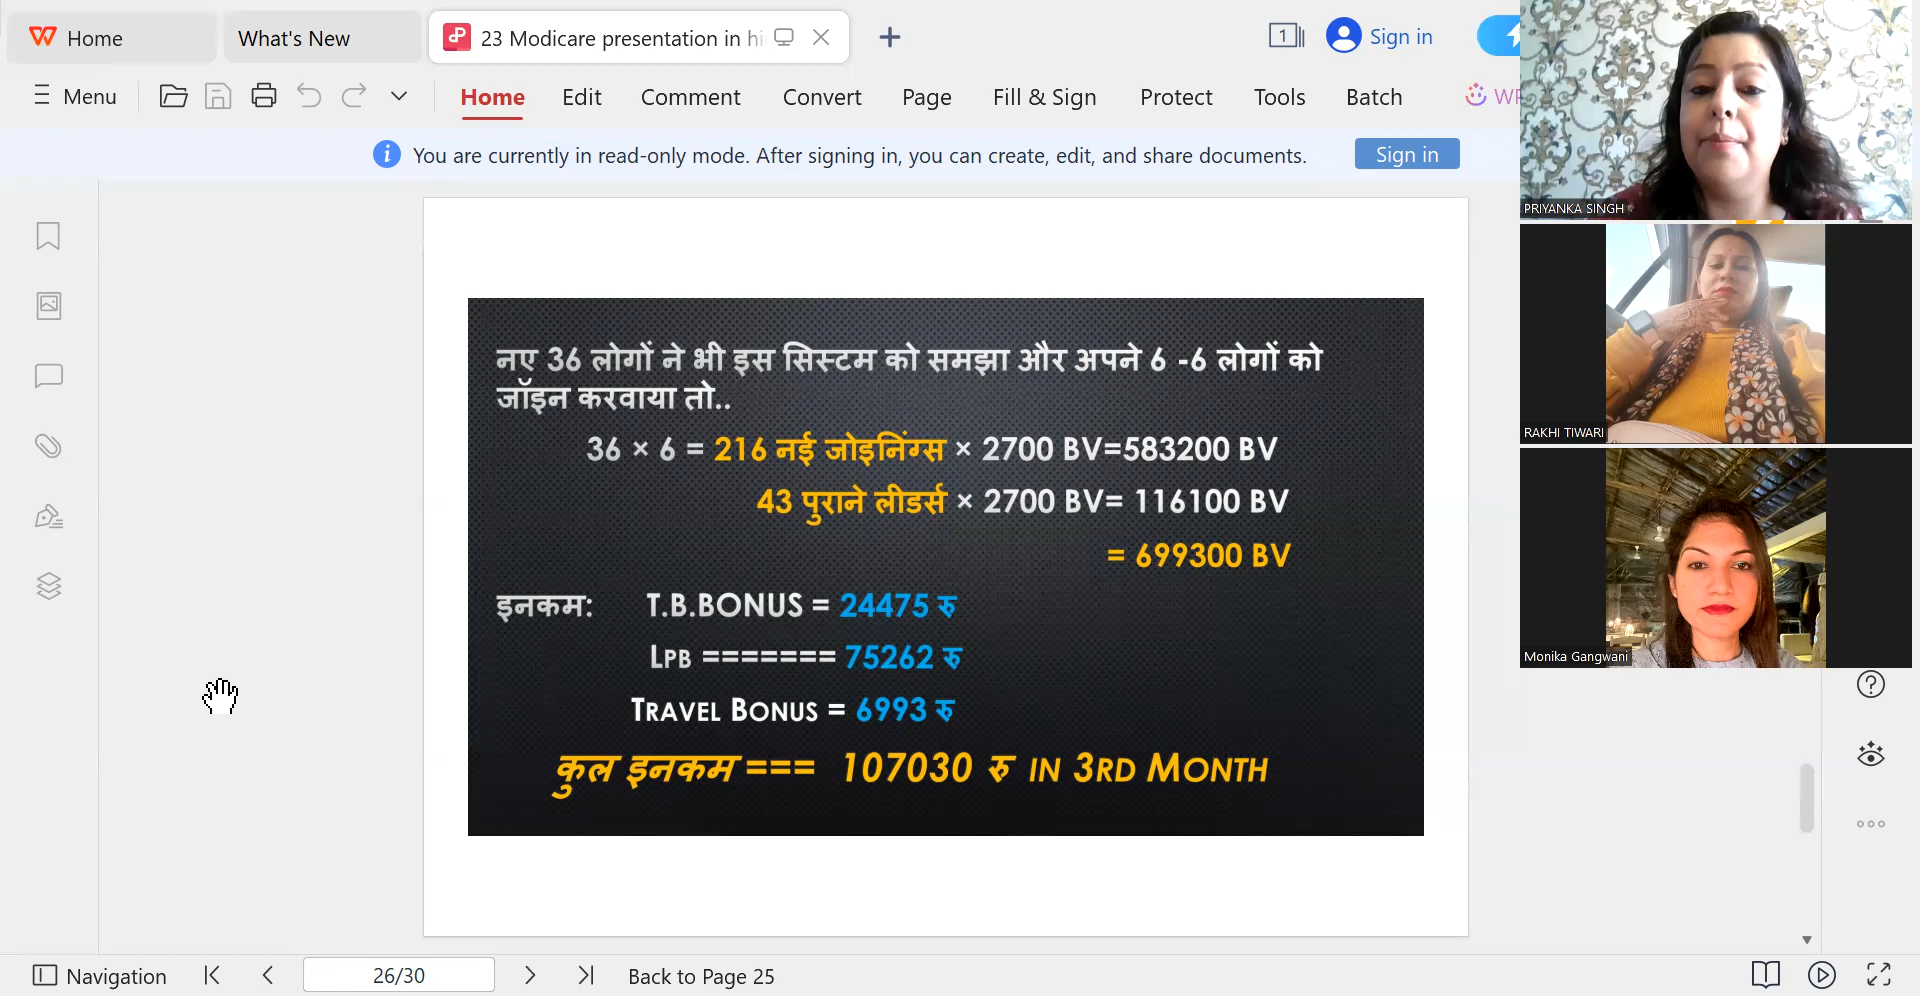 Home
What's New
23 Modicare presentation in hi
1
Sign in
Menu
Home
Edit
Comment
Convert
Page
Fill & Sign
Protect
Tools
Batch
You are currently in read-only mode. After signing in, you can create, edit, and share documents.
Sign in
नए 36 लोगों ने भी इस सिस्टम को समझा और अपने 6 -6 लोगों को
जॉइन करवाया तो..
36 × 6 = 216 नई जोइनिंग्स × 2700 BV=583200 BV
43 पुराने लीडर्स × 2700 BV= 116100 BV
= 699300 BV
इनकम: T.B.BONUS = 24475 रु
LPB ======= 75262 रु
TRAVEL BONUS = 6993 रु
कुल इनकम === 107030 रु IN 3RD MONTH
PRIYANKA SINGH
RAKHI TIWARI
Monika Gangwani
Navigation
26/30
Back to Page 25